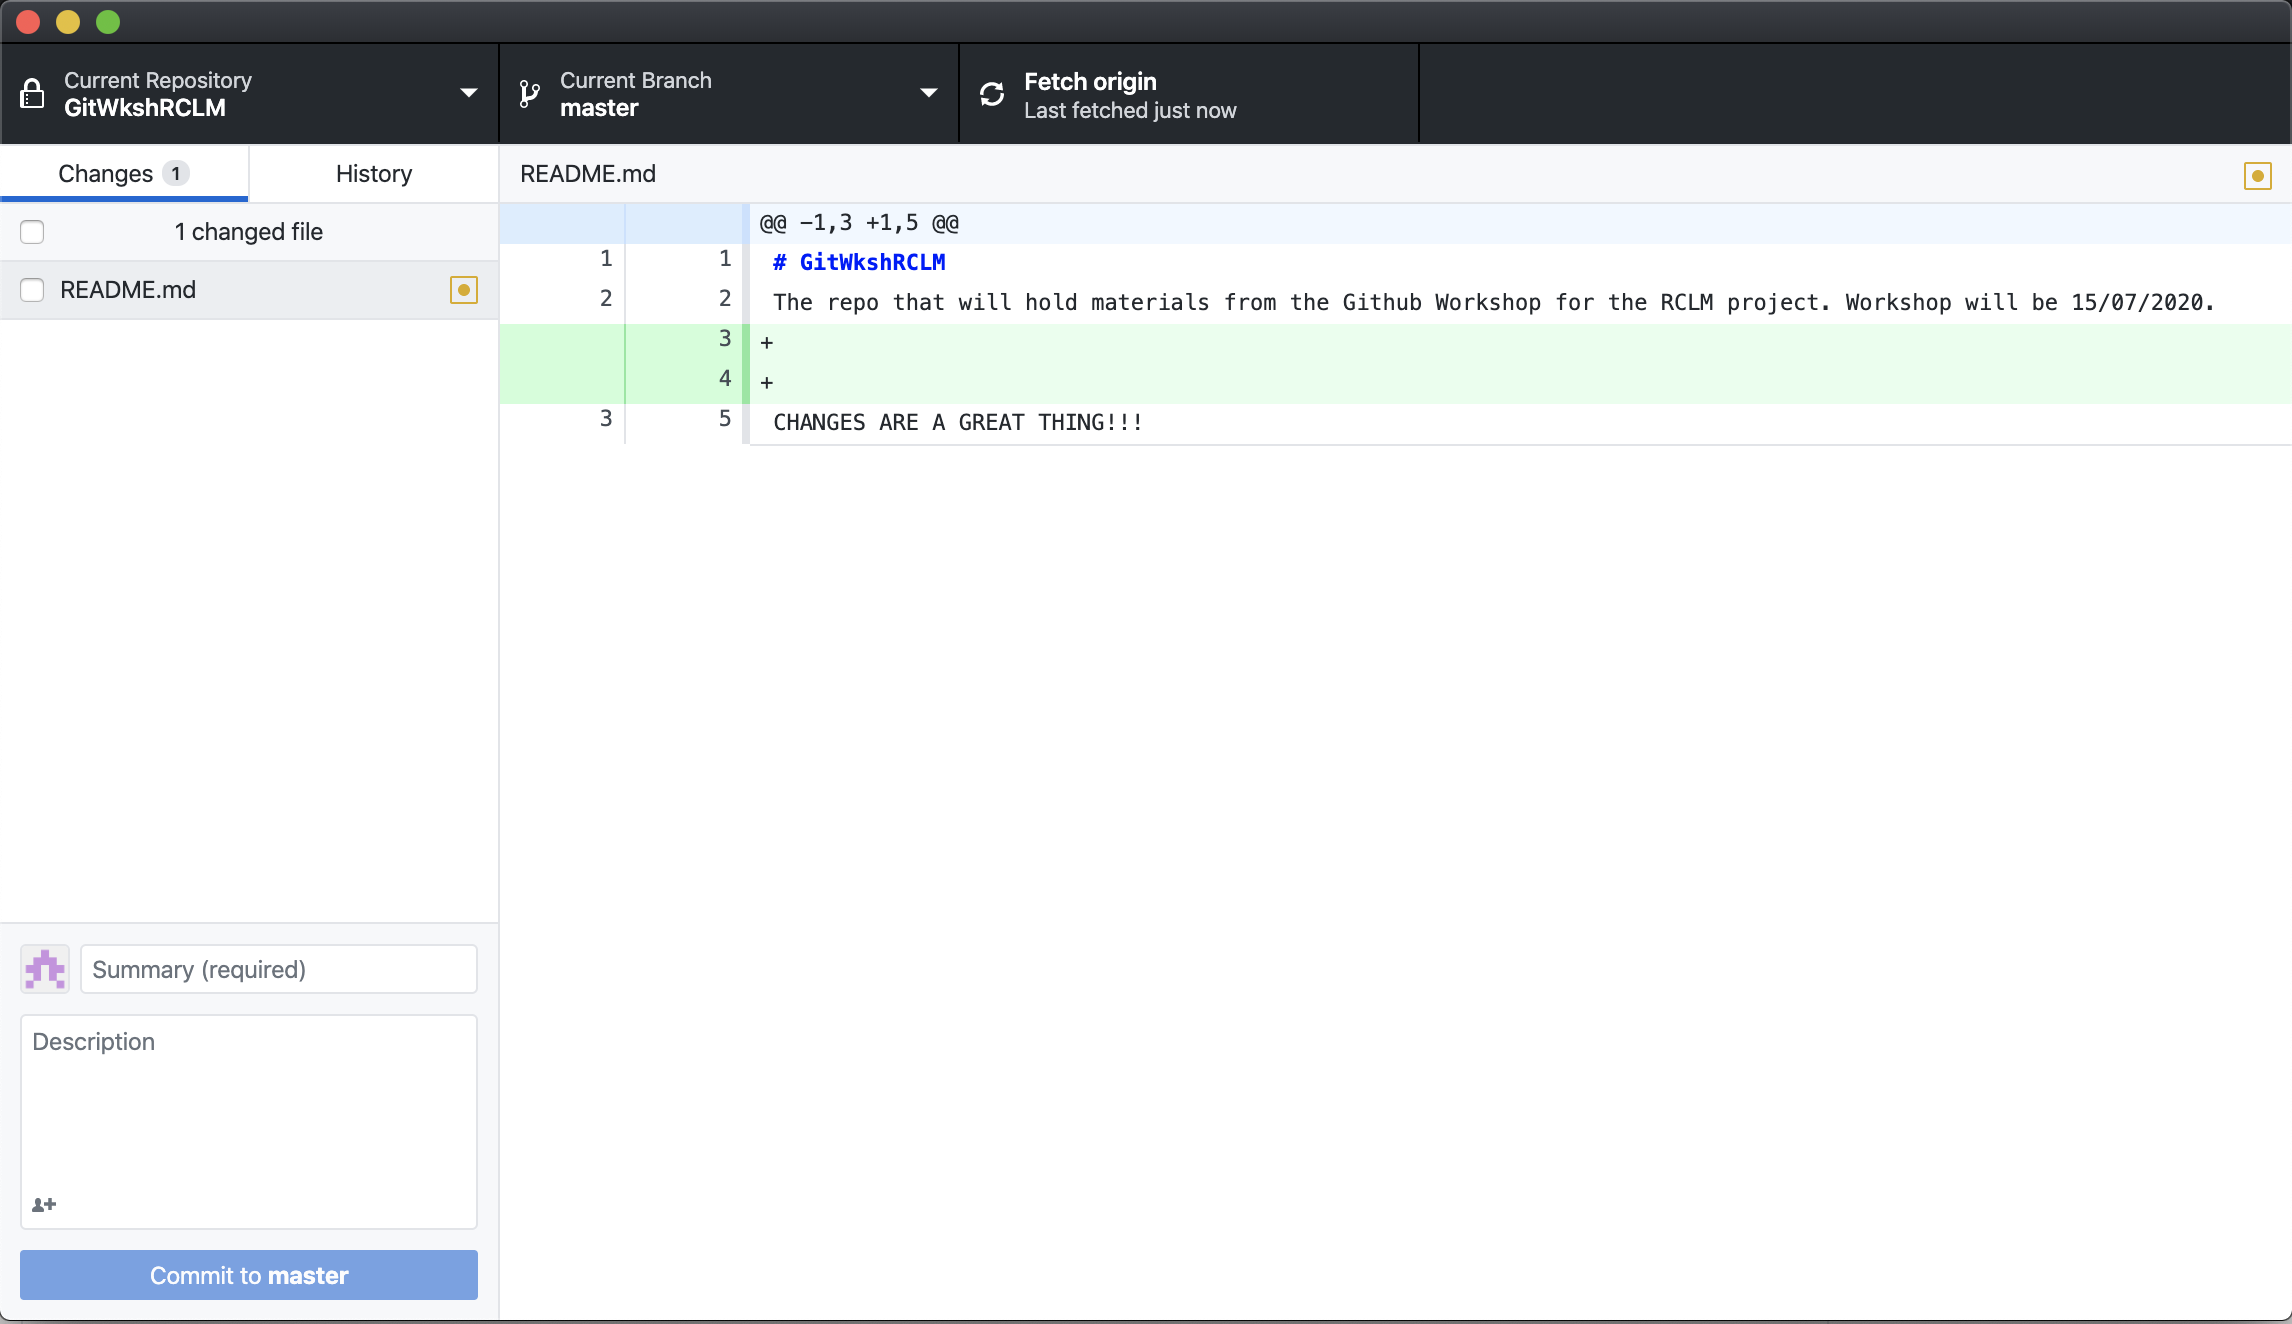 Current Repository
GitWkshRCLM
Current Branch
master
Fetch origin
Last fetched just now
Changes 1
History
README.md
1 changed file
README.md
@@ -1,3 +1,5 @@
1 1 # GitWkshRCLM
2 2 The repo that will hold materials from the Github Workshop for the RCLM project. Workshop will be 15/07/2020.
3 +
4 +
3 5 CHANGES ARE A GREAT THING!!!
Summary (required)
Description
Commit to master